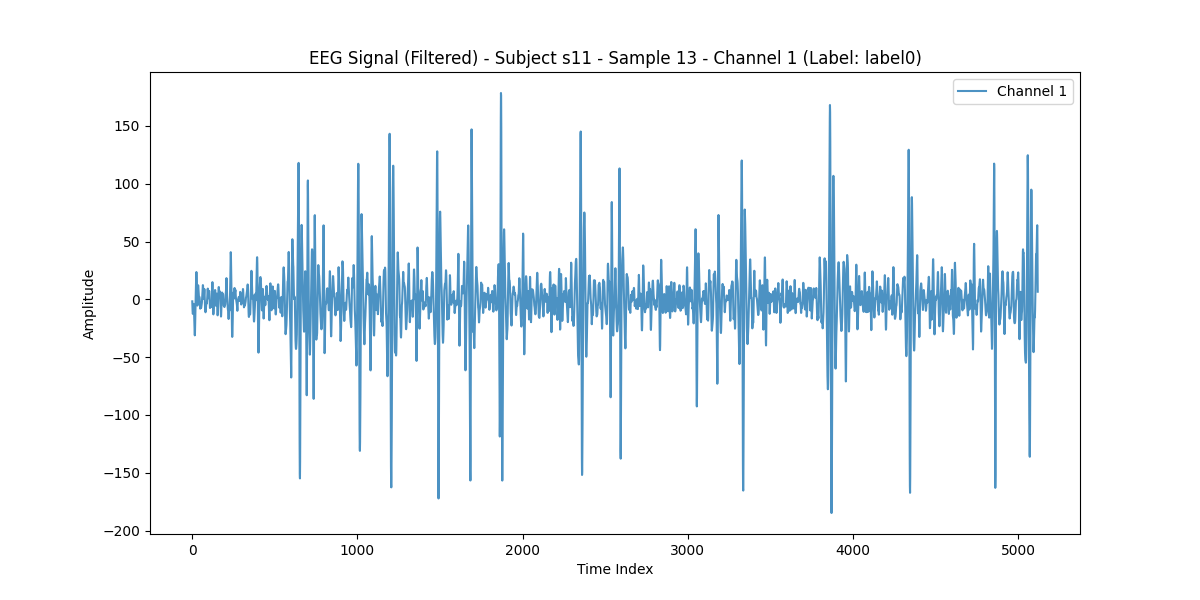 EEG Signal (Filtered) - Subject s11 - Sample 13 - Channel 1 (Label: label0)
Channel 1
150
100
50
0
−50
−100
−150
−200
Amplitude
0 1000 2000 3000 4000 5000
Time Index